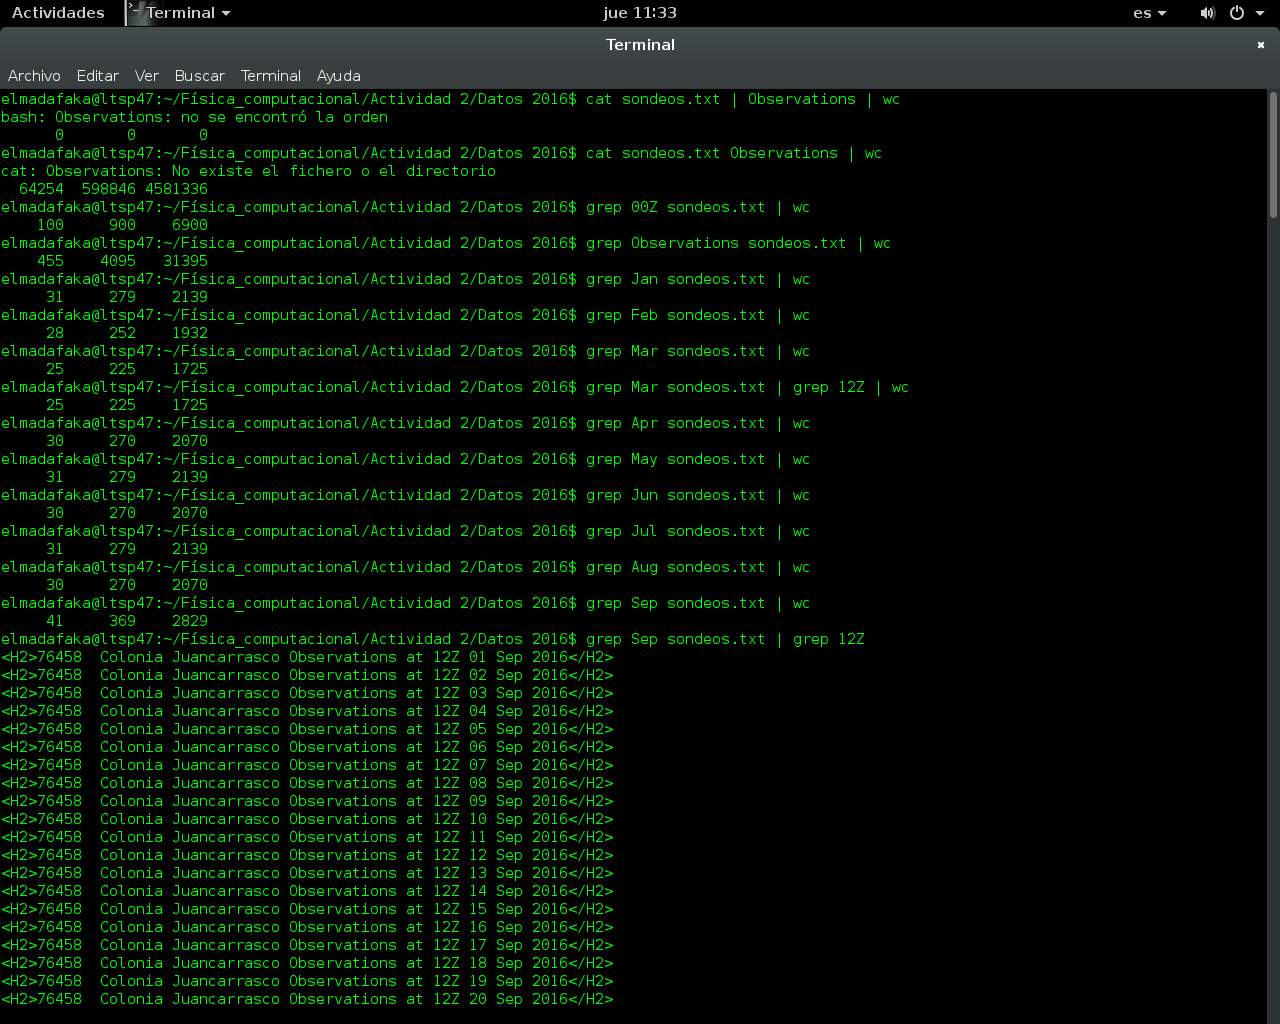 Actividades Terminal jue 11:33 es
Terminal
Archivo Editar Ver Buscar Terminal Ayuda
elmadafaka@ltsp47:~/Física_computacional/Actividad 2/Datos 2016$ cat sondeos.txt | Observations | wc
bash: Observations: no se encontró la orden
      0       0       0
elmadafaka@ltsp47:~/Física_computacional/Actividad 2/Datos 2016$ cat sondeos.txt Observations | wc
cat: Observations: No existe el fichero o el directorio
  64254  598846 4581336
elmadafaka@ltsp47:~/Física_computacional/Actividad 2/Datos 2016$ grep 00Z sondeos.txt | wc
    100     900    6900
elmadafaka@ltsp47:~/Física_computacional/Actividad 2/Datos 2016$ grep Observations sondeos.txt | wc
    455    4095   31395
elmadafaka@ltsp47:~/Física_computacional/Actividad 2/Datos 2016$ grep Jan sondeos.txt | wc
     31     279    2139
elmadafaka@ltsp47:~/Física_computacional/Actividad 2/Datos 2016$ grep Feb sondeos.txt | wc
     28     252    1932
elmadafaka@ltsp47:~/Física_computacional/Actividad 2/Datos 2016$ grep Mar sondeos.txt | wc
     25     225    1725
elmadafaka@ltsp47:~/Física_computacional/Actividad 2/Datos 2016$ grep Mar sondeos.txt | grep 12Z | wc
     25     225    1725
elmadafaka@ltsp47:~/Física_computacional/Actividad 2/Datos 2016$ grep Apr sondeos.txt | wc
     30     270    2070
elmadafaka@ltsp47:~/Física_computacional/Actividad 2/Datos 2016$ grep May sondeos.txt | wc
     31     279    2139
elmadafaka@ltsp47:~/Física_computacional/Actividad 2/Datos 2016$ grep Jun sondeos.txt | wc
     30     270    2070
elmadafaka@ltsp47:~/Física_computacional/Actividad 2/Datos 2016$ grep Jul sondeos.txt | wc
     31     279    2139
elmadafaka@ltsp47:~/Física_computacional/Actividad 2/Datos 2016$ grep Aug sondeos.txt | wc
     30     270    2070
elmadafaka@ltsp47:~/Física_computacional/Actividad 2/Datos 2016$ grep Sep sondeos.txt | wc
     41     369    2829
elmadafaka@ltsp47:~/Física_computacional/Actividad 2/Datos 2016$ grep Sep sondeos.txt | grep 12Z
<H2>76458  Colonia Juancarrasco Observations at 12Z 01 Sep 2016</H2>
<H2>76458  Colonia Juancarrasco Observations at 12Z 02 Sep 2016</H2>
<H2>76458  Colonia Juancarrasco Observations at 12Z 03 Sep 2016</H2>
<H2>76458  Colonia Juancarrasco Observations at 12Z 04 Sep 2016</H2>
<H2>76458  Colonia Juancarrasco Observations at 12Z 05 Sep 2016</H2>
<H2>76458  Colonia Juancarrasco Observations at 12Z 06 Sep 2016</H2>
<H2>76458  Colonia Juancarrasco Observations at 12Z 07 Sep 2016</H2>
<H2>76458  Colonia Juancarrasco Observations at 12Z 08 Sep 2016</H2>
<H2>76458  Colonia Juancarrasco Observations at 12Z 09 Sep 2016</H2>
<H2>76458  Colonia Juancarrasco Observations at 12Z 10 Sep 2016</H2>
<H2>76458  Colonia Juancarrasco Observations at 12Z 11 Sep 2016</H2>
<H2>76458  Colonia Juancarrasco Observations at 12Z 12 Sep 2016</H2>
<H2>76458  Colonia Juancarrasco Observations at 12Z 13 Sep 2016</H2>
<H2>76458  Colonia Juancarrasco Observations at 12Z 14 Sep 2016</H2>
<H2>76458  Colonia Juancarrasco Observations at 12Z 15 Sep 2016</H2>
<H2>76458  Colonia Juancarrasco Observations at 12Z 16 Sep 2016</H2>
<H2>76458  Colonia Juancarrasco Observations at 12Z 17 Sep 2016</H2>
<H2>76458  Colonia Juancarrasco Observations at 12Z 18 Sep 2016</H2>
<H2>76458  Colonia Juancarrasco Observations at 12Z 19 Sep 2016</H2>
<H2>76458  Colonia Juancarrasco Observations at 12Z 20 Sep 2016</H2>